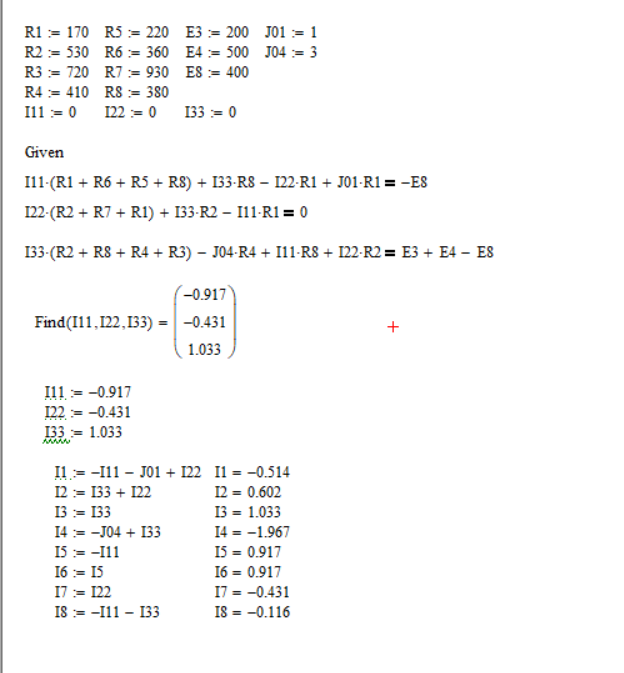 R1 := 170 R5 := 220 E3 := 200 J01 := 1
R2 := 530 R6 := 360 E4 := 500 J04 := 3
R3 := 720 R7 := 930 E8 := 400
R4 := 410 R8 := 380
I11 := 0 I22 := 0 I33 := 0
Given
I11·(R1 + R6 + R5 + R8) + I33·R8 − I22·R1 + J01·R1 = −E8
I22·(R2 + R7 + R1) + I33·R2 − I11·R1 = 0
I33·(R2 + R8 + R4 + R3) − J04·R4 + I11·R8 + I22·R2 = E3 + E4 − E8
−0.917
Find(I11,I22,I33) = −0.431
1.033
I11 := −0.917
I22 := −0.431
I33 := 1.033
I1 := −I11 − J01 + I22 I1 = −0.514
I2 := I33 + I22 I2 = 0.602
I3 := I33 I3 = 1.033
I4 := −J04 + I33 I4 = −1.967
I5 := −I11 I5 = 0.917
I6 := I5 I6 = 0.917
I7 := I22 I7 = −0.431
I8 := −I11 − I33 I8 = −0.116